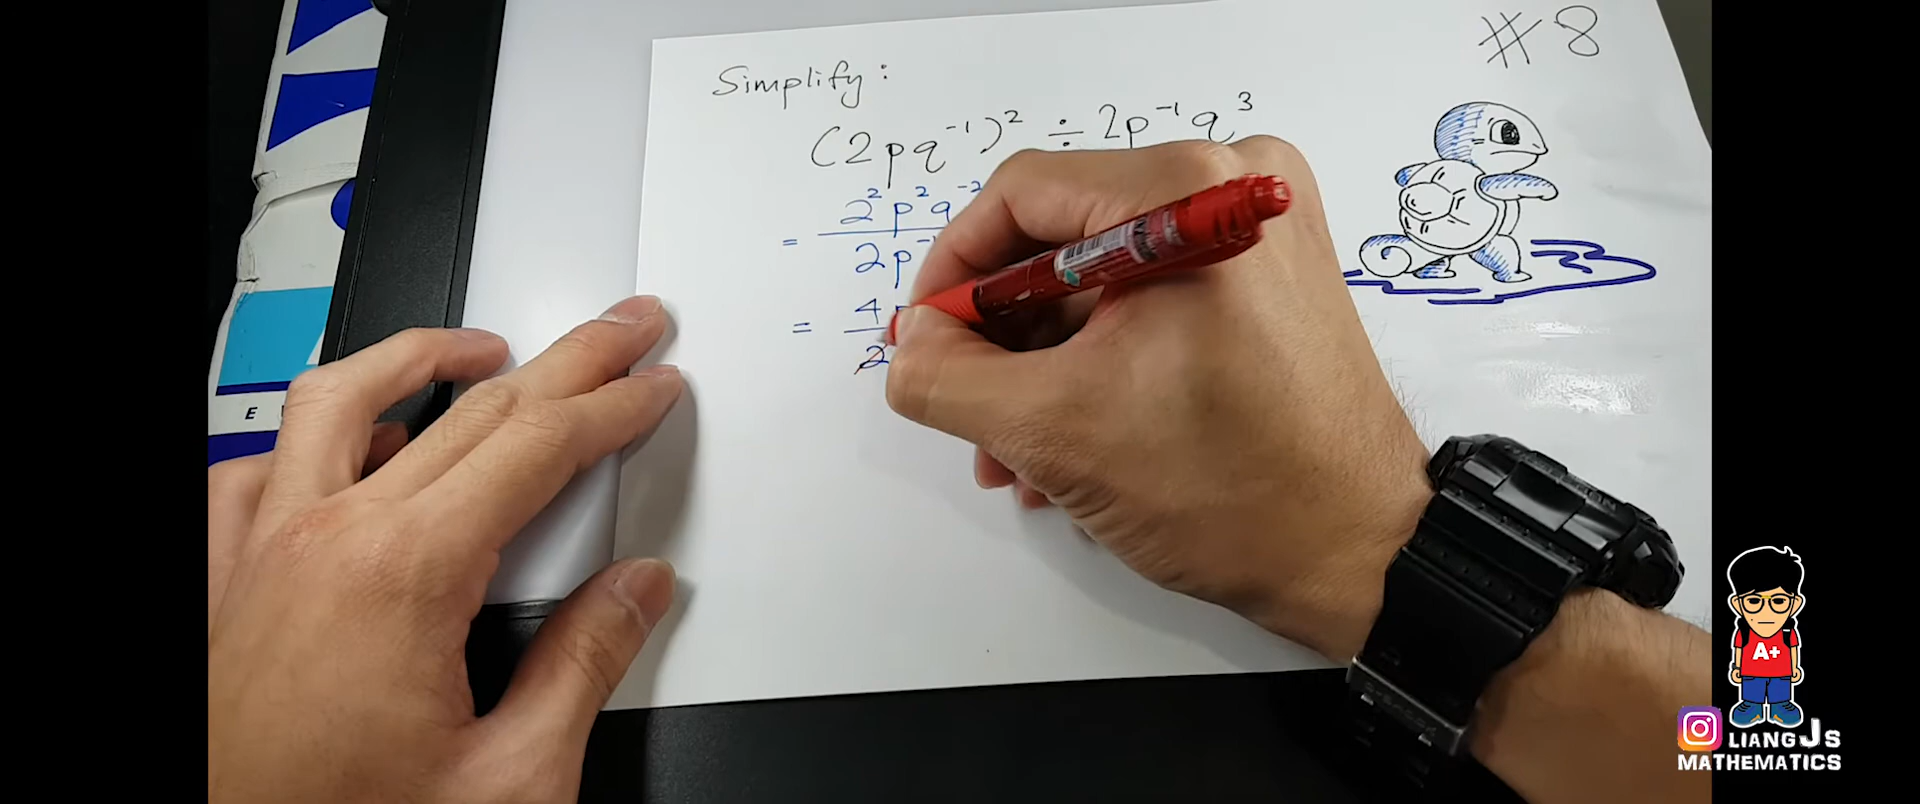 #8
Simplify:
(2pq⁻¹)² ÷ 2p⁻¹q³
= 2²p²q⁻²
2p⁻¹
= 4
2
E
A+
LIANGJS
MATHEMATICS